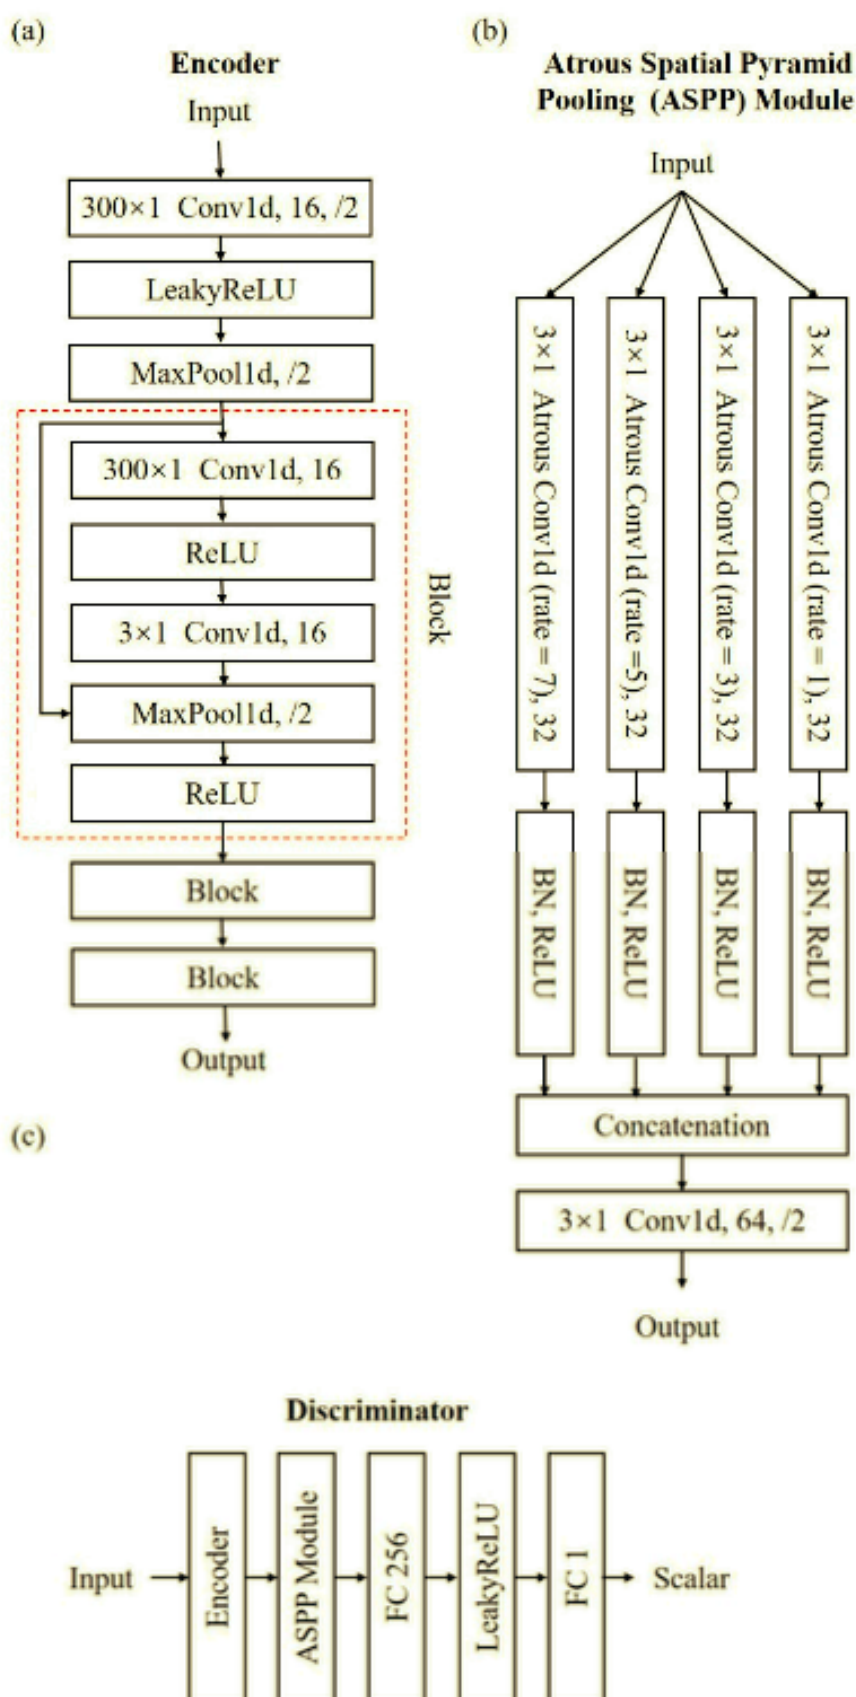 (a)
Encoder
Input
300×1 Conv1d, 16, /2
LeakyReLU
MaxPool1d, /2
300×1 Conv1d, 16
ReLU
3×1 Conv1d, 16
MaxPool1d, /2
ReLU
Block
Block
Block
Output
(b)
Atrous Spatial Pyramid
Pooling (ASPP) Module
Input
3×1 Atrous Conv1d (rate = 7), 32
3×1 Atrous Conv1d (rate =5), 32
3×1 Atrous Conv1d (rate = 3), 32
3×1 Atrous Conv1d (rate = 1), 32
BN, ReLU
BN, ReLU
BN, ReLU
BN, ReLU
Concatenation
3×1 Conv1d, 64, /2
Output
(c)
Discriminator
Input
Encoder
ASPP Module
FC 256
LeakyReLU
FC 1
Scalar